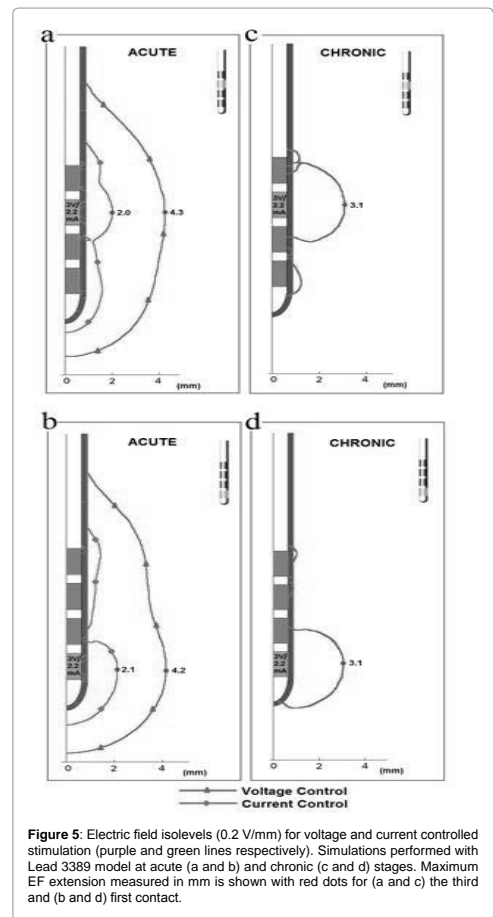 a
ACUTE
3V/
2.2
mA
2.0
4.3
0
2
4
(mm)
c
CHRONIC
3V/
2.2
mA
3.1
0
2
4
(mm)
b
ACUTE
3V/
2.2
mA
2.1
4.2
0
2
4
(mm)
d
CHRONIC
3V/
2.2
mA
3.1
0
2
4
(mm)
Voltage Control
Current Control
Figure 5: Electric field isolevels (0.2 V/mm) for voltage and current controlled
stimulation (purple and green lines respectively). Simulations performed with
Lead 3389 model at acute (a and b) and chronic (c and d) stages. Maximum
EF extension measured in mm is shown with red dots for (a and c) the third
and (b and d) first contact.